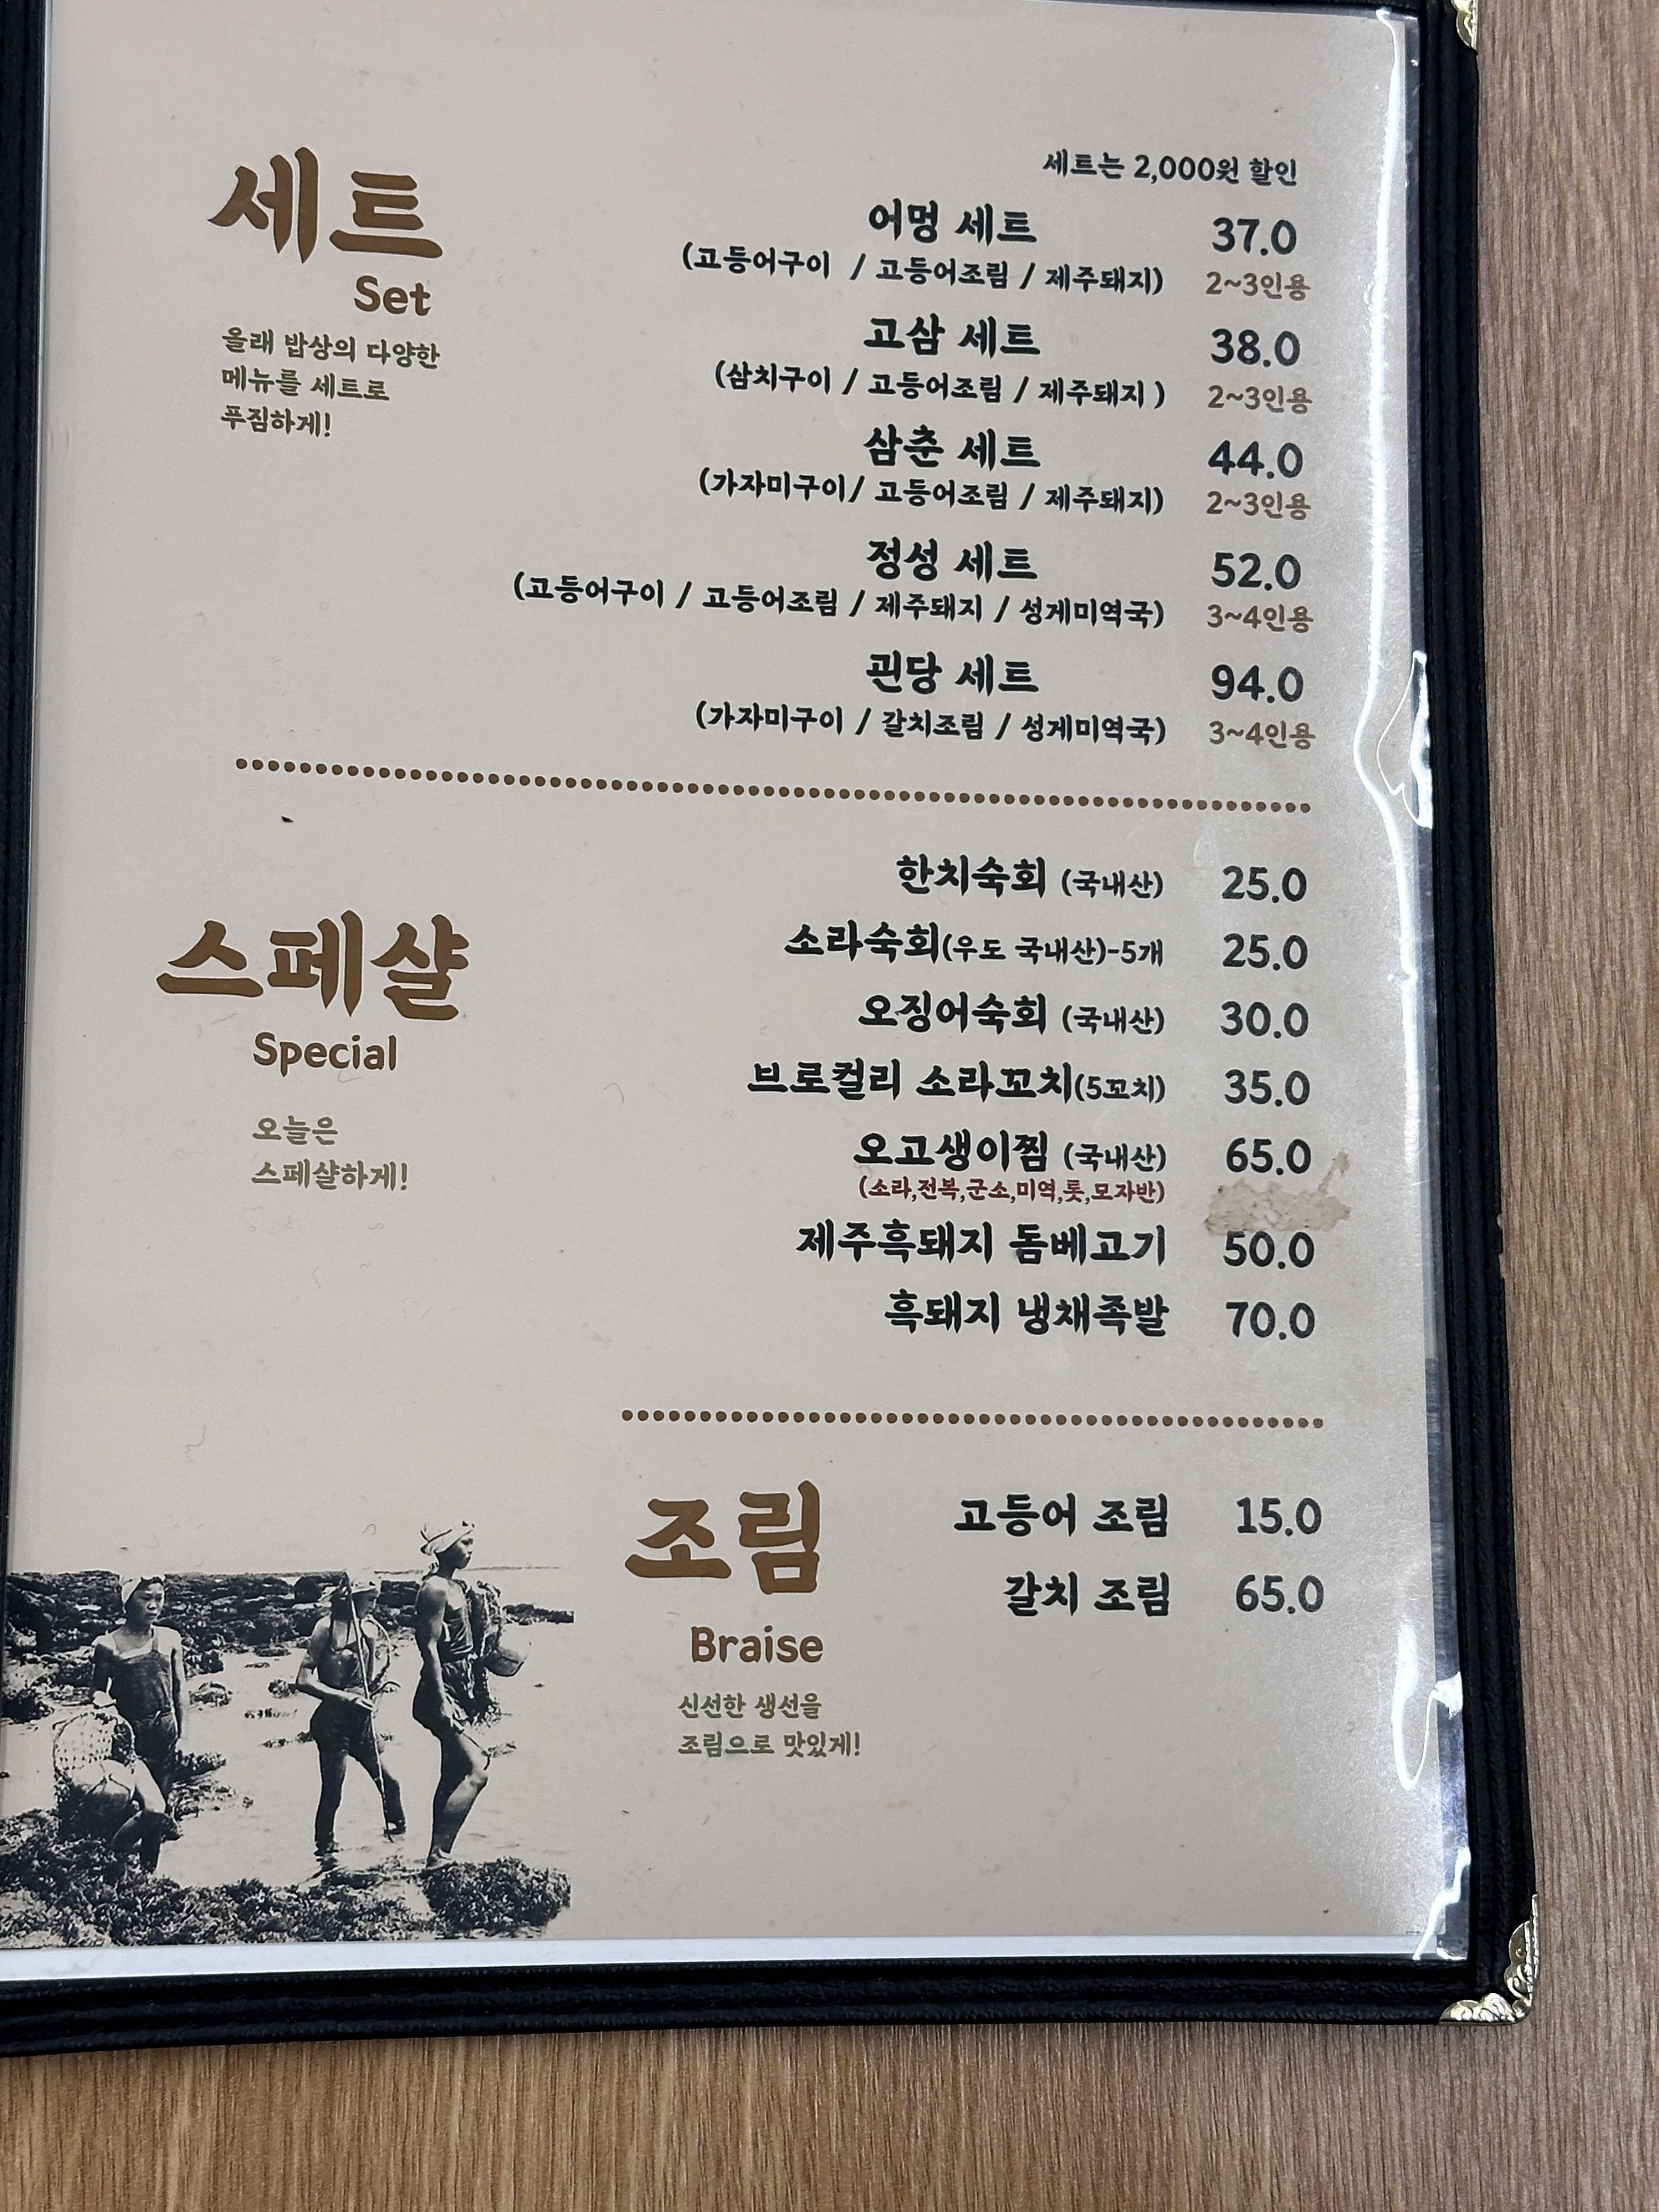 세트
Set
올래 밥상의 다양한
메뉴를 세트로
푸짐하게!
세트는 2,000원 할인
어멍 세트 37.0
(고등어구이 / 고등어조림 / 제주돼지) 2~3인용
고삼 세트 38.0
(삼치구이 / 고등어조림 / 제주돼지 ) 2~3인용
삼춘 세트 44.0
(가자미구이/ 고등어조림 / 제주돼지) 2~3인용
정성 세트 52.0
(고등어구이 / 고등어조림 / 제주돼지 / 성게미역국) 3~4인용
괸당 세트 94.0
(가자미구이 / 갈치조림 / 성게미역국) 3~4인용
스페샬
Special
오늘은
스페샬하게!
한치숙회 (국내산) 25.0
소라숙회(우도 국내산)-5개 25.0
오징어숙회 (국내산) 30.0
브로컬리 소라꼬치(5꼬치) 35.0
오고생이찜 (국내산) 65.0
(소라,전복,군소,미역,톳,모자반)
제주흑돼지 돔베고기 50.0
흑돼지 냉채족발 70.0
조림
Braise
신선한 생선을
조림으로 맛있게!
고등어 조림 15.0
갈치 조림 65.0